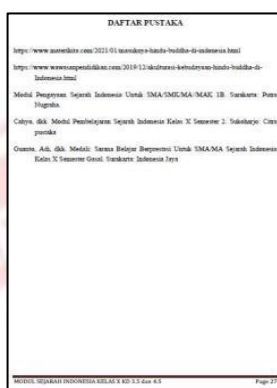 DAFTAR PUSTAKA
https://www.materikita.com/2021/01/masuknya-hindu-buddha-di-indonesia.html
https://www.wawasanpendidikan.com/2019/12/akulturasi-kebudayaan-hindu-buddha-di-
Indonesia.html
Modul Pengayaan Sejarah Indonesia Untuk SMA/SMK/MA/MAK 1B. Surakarta: Putra
Nugraha.
Cahyo, dkk. Modul Pembelajaran Sejarah Indonesia Kelas X Semester 2. Sukoharjo: Citra
pustaka
Gunanto, Adi, dkk. Medali: Sarana Belajar Berprestasi Untuk SMA/MA Sejarah Indonesia
Kelas X Semester Gasal. Surakarta: Indonesia Jaya
MODUL SEJARAH INDONESIA KELAS X KD 3.5 dan 4.5
Page 27